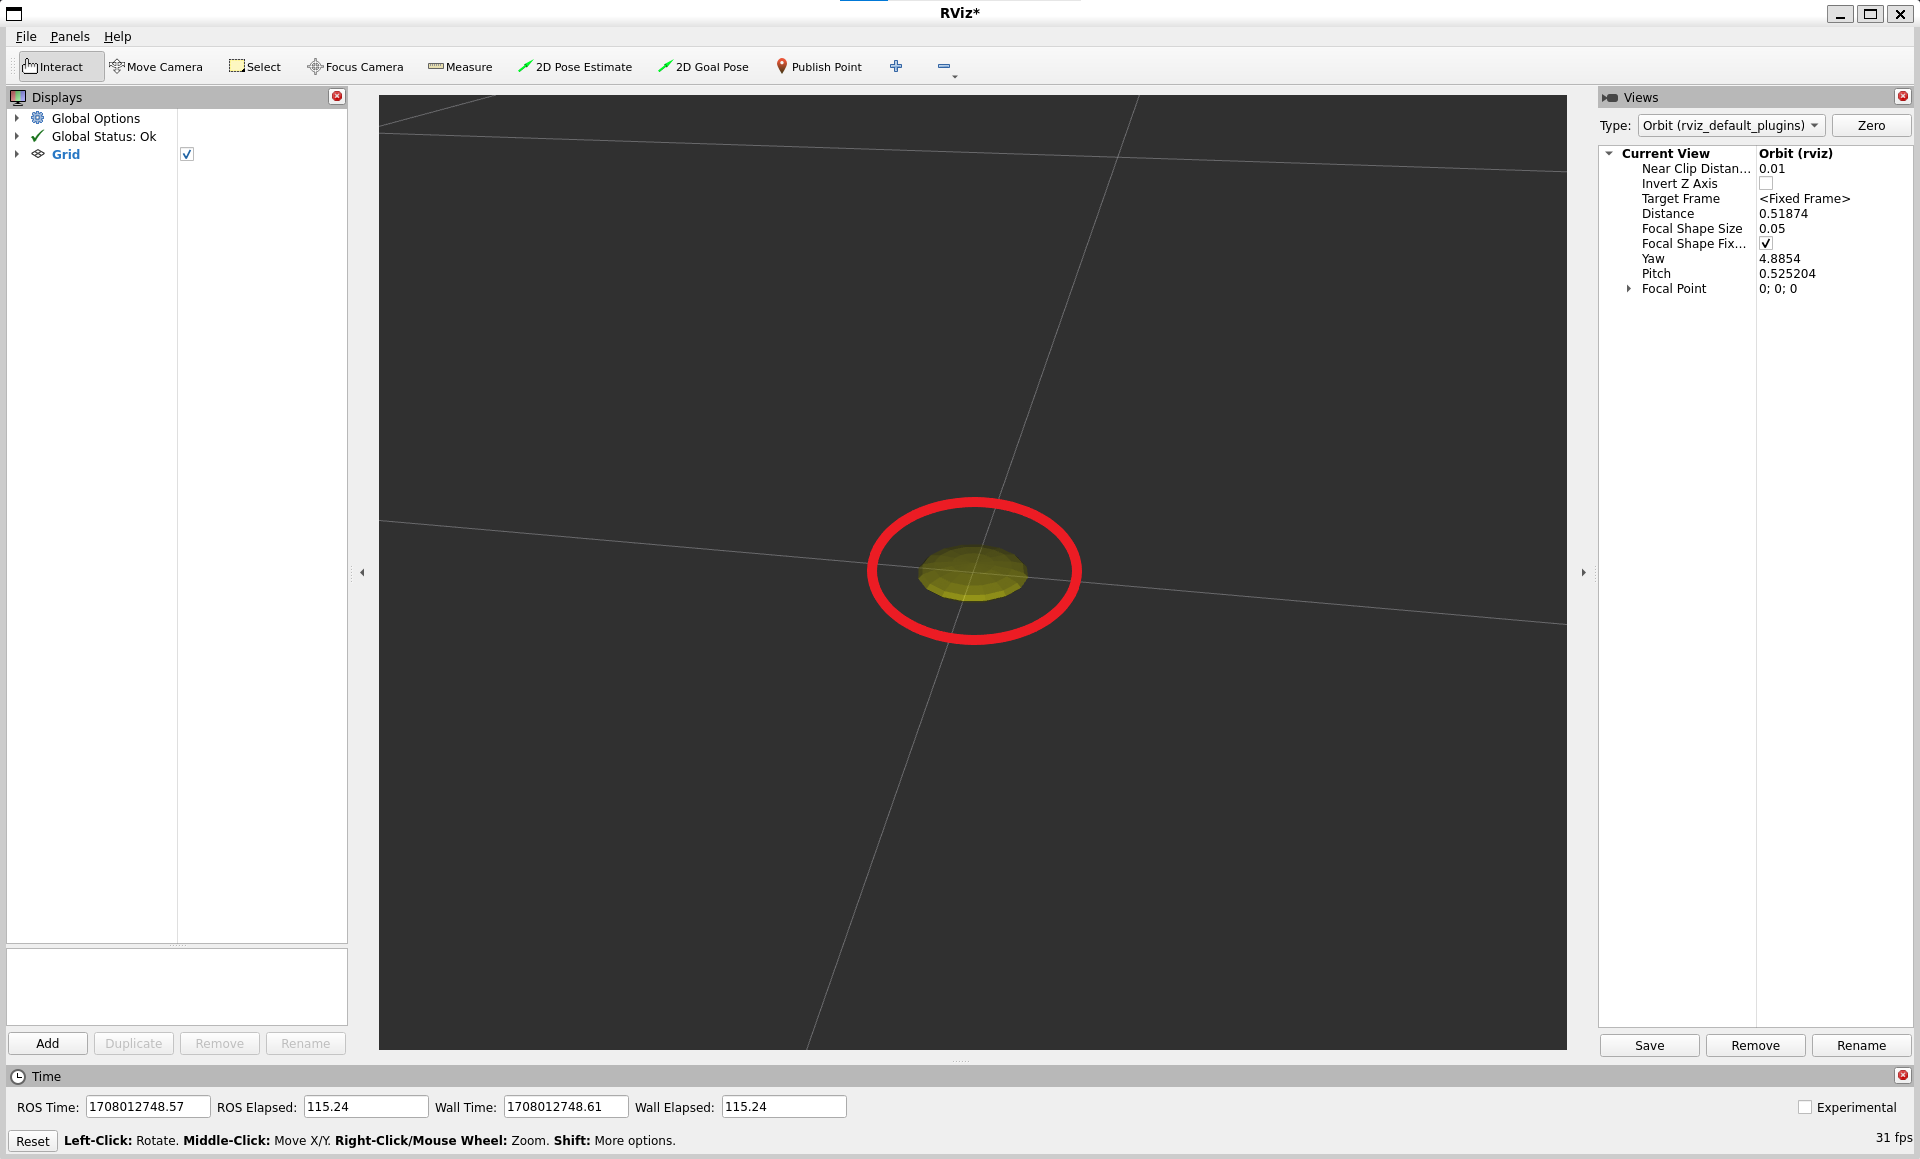 RViz*
File Panels Help
Interact Move Camera Select Focus Camera Measure 2D Pose Estimate 2D Goal Pose Publish Point
Displays
Global Options
Global Status: Ok
Grid
Add Duplicate Remove Rename
Views
Type: Orbit (rviz_default_plugins) Zero
Current View Orbit (rviz)
Near Clip Distan... 0.01
Invert Z Axis
Target Frame <Fixed Frame>
Distance 0.51874
Focal Shape Size 0.05
Focal Shape Fix...
Yaw 4.8854
Pitch 0.525204
Focal Point 0; 0; 0
Save Remove Rename
Time
ROS Time: 1708012748.57 ROS Elapsed: 115.24 Wall Time: 1708012748.61 Wall Elapsed: 115.24 Experimental
Reset Left-Click: Rotate. Middle-Click: Move X/Y. Right-Click/Mouse Wheel: Zoom. Shift: More options. 31 fps